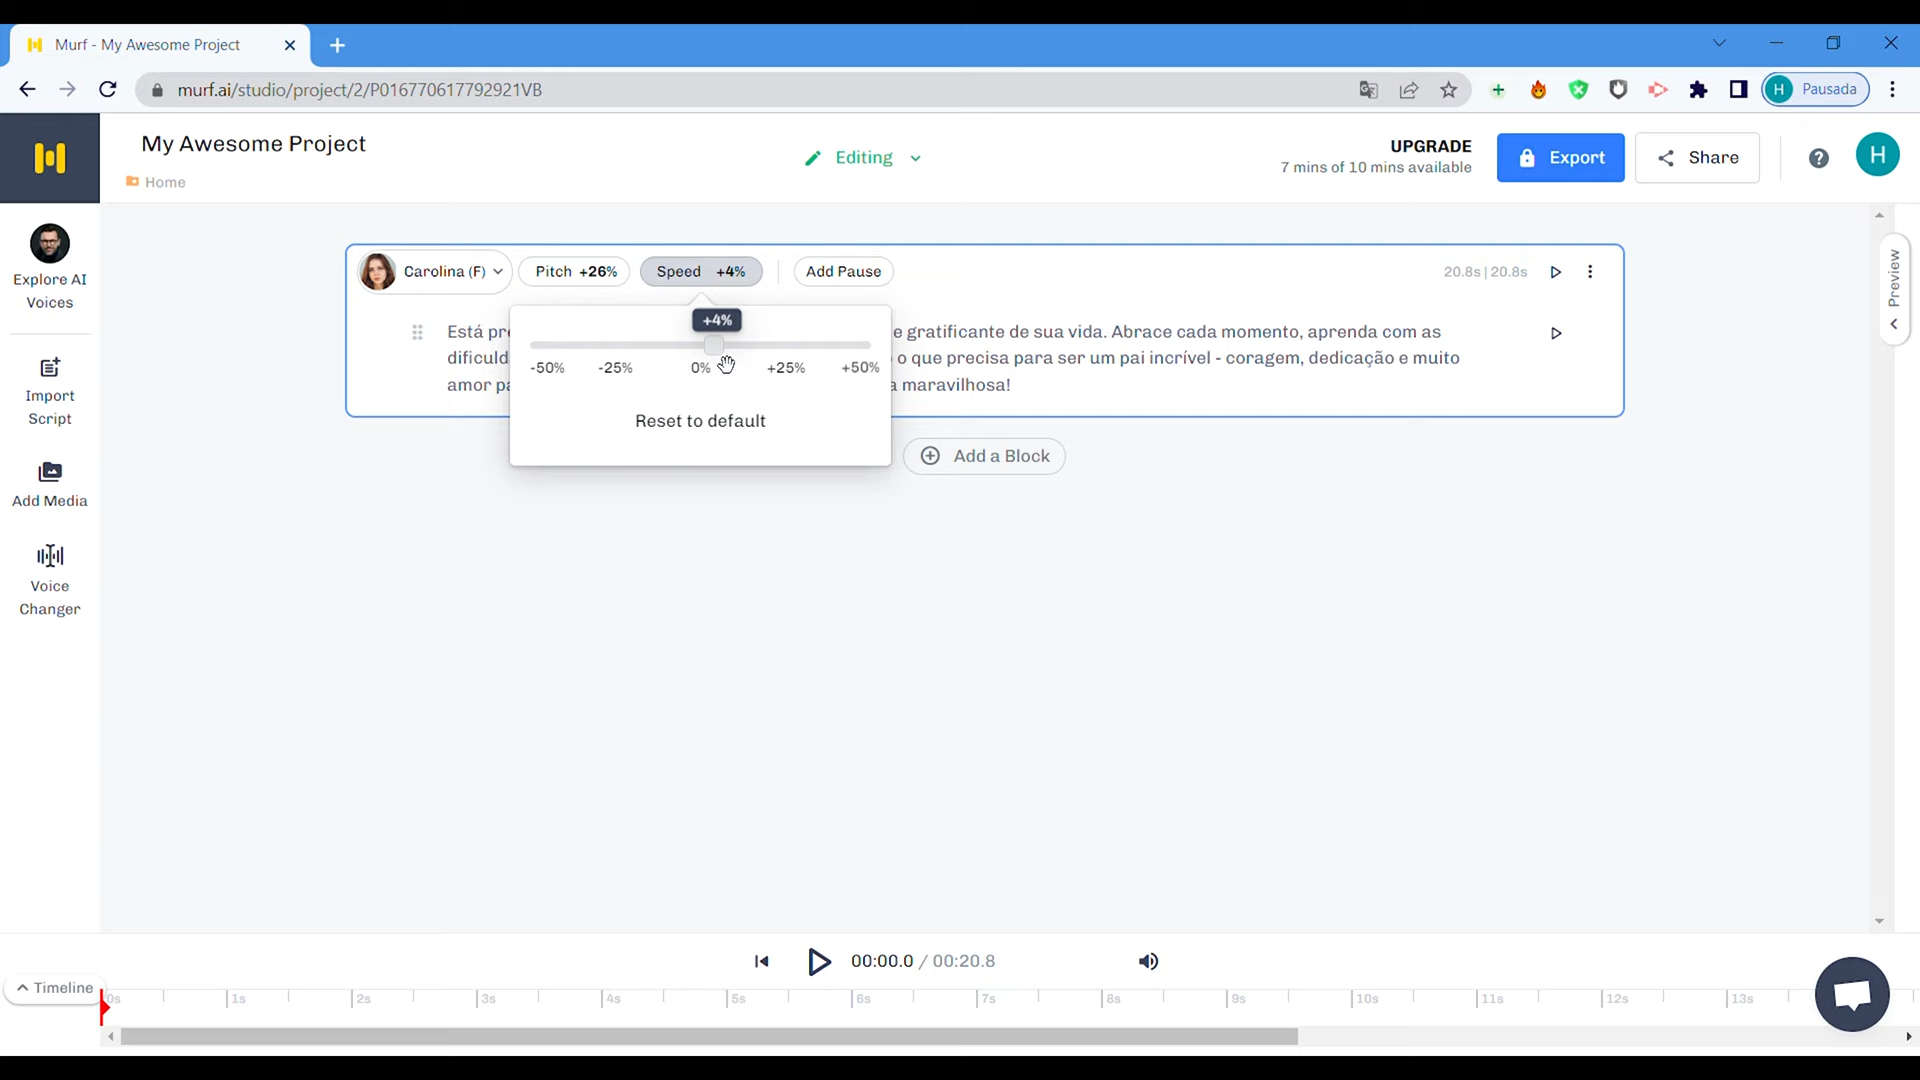 Murf - My Awesome Project
murf.ai/studio/project/2/P016770617792921VB
H Pausada
My Awesome Project
Home
Editing
UPGRADE
7 mins of 10 mins available
Export
Share
H
Explore AI
Voices
Import
Script
Add Media
Voice
Changer
Carolina (F)
Pitch +26%
Speed +4%
Add Pause
20.8s | 20.8s
Preview
+4%
-50% -25% 0% +25% +50%
Reset to default
Está e gratificante de sua vida. Abrace cada momento, aprenda com as
o que precisa para ser um pai incrível - coragem, dedicação e muito
amor maravilhosa!
Add a Block
00:00.0 / 00:20.8
Timeline
0s 1s 2s 3s 4s 5s 6s 7s 8s 9s 10s 11s 12s 13s